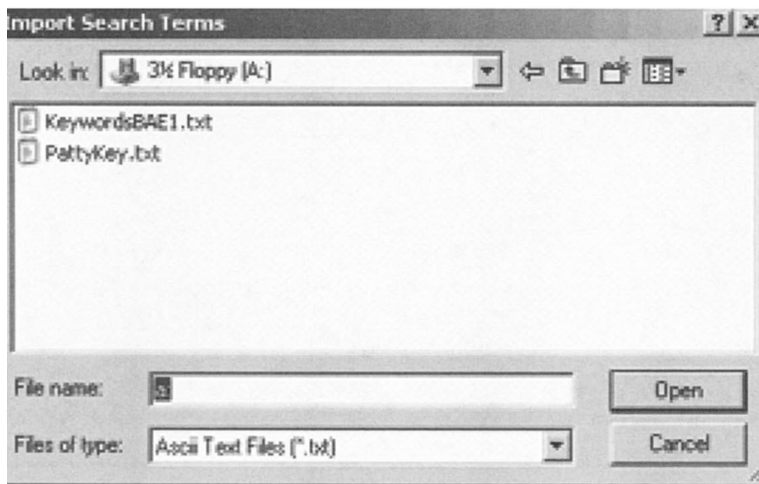 Import Search Terms
Look in: 3½ Floppy (A:)
KeywordsBAE1.txt
PattyKey.txt
File name:
Open
Files of type: Ascii Text Files (*.txt)
Cancel